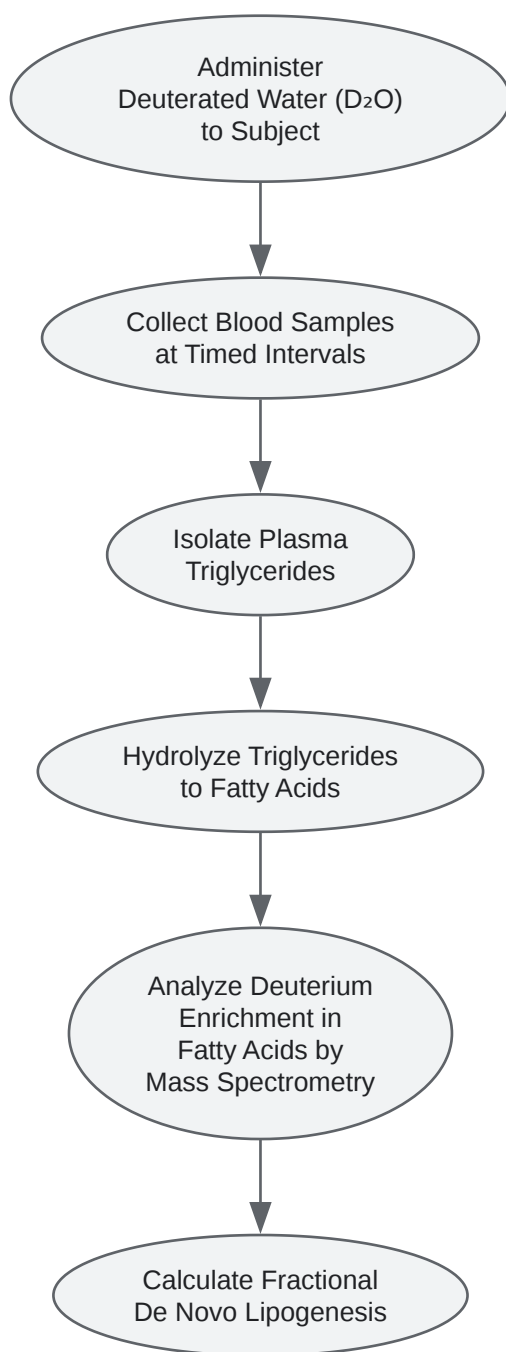 Administer
Deuterated Water (D₂O)
to Subject
Collect Blood Samples
at Timed Intervals
Isolate Plasma
Triglycerides
Hydrolyze Triglycerides
to Fatty Acids
Analyze Deuterium
Enrichment in
Fatty Acids by
Mass Spectrometry
Calculate Fractional
De Novo Lipogenesis